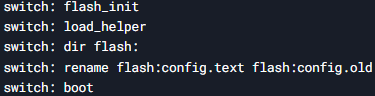 switch: flash_init
switch: load_helper
switch: dir flash:
switch: rename flash:config.text flash:config.old
switch: boot